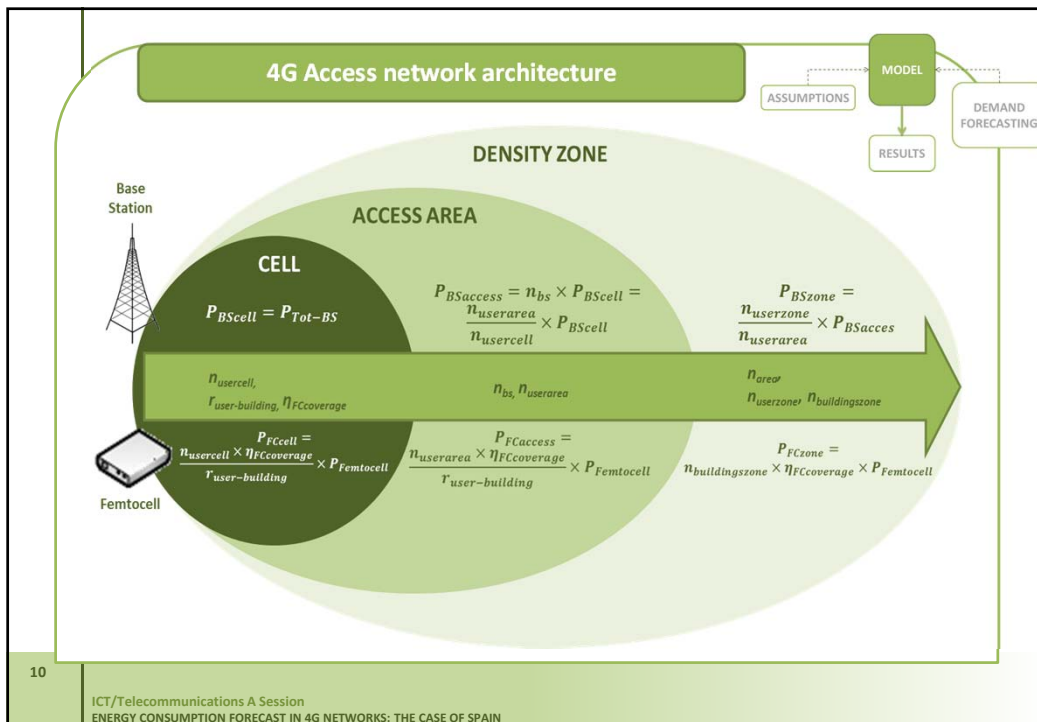 4G Access network architecture
MODEL
ASSUMPTIONS
DEMAND
FORECASTING
RESULTS
DENSITY ZONE
Base
Station
ACCESS AREA
CELL
P_BScell = P_Tot−BS
P_BSaccess = n_bs × P_BScell =
n_userarea
n_usercell
× P_BScell
P_BSzone =
n_userzone
n_userarea
× P_BSacces
n_usercell,
r_user-building, η_FCcoverage
n_bs, n_userarea
n_area,
n_userzone, n_buildingszone
P_FCcell =
n_usercell × η_FCcoverage
r_user−building
× P_Femtocell
P_FCaccess =
n_userarea × η_FCcoverage
r_user−building
× P_Femtocell
P_FCzone =
n_buildingszone × η_FCcoverage × P_Femtocell
Femtocell
10
ICT/Telecommunications A Session
ENERGY CONSUMPTION FORECAST IN 4G NETWORKS: THE CASE OF SPAIN